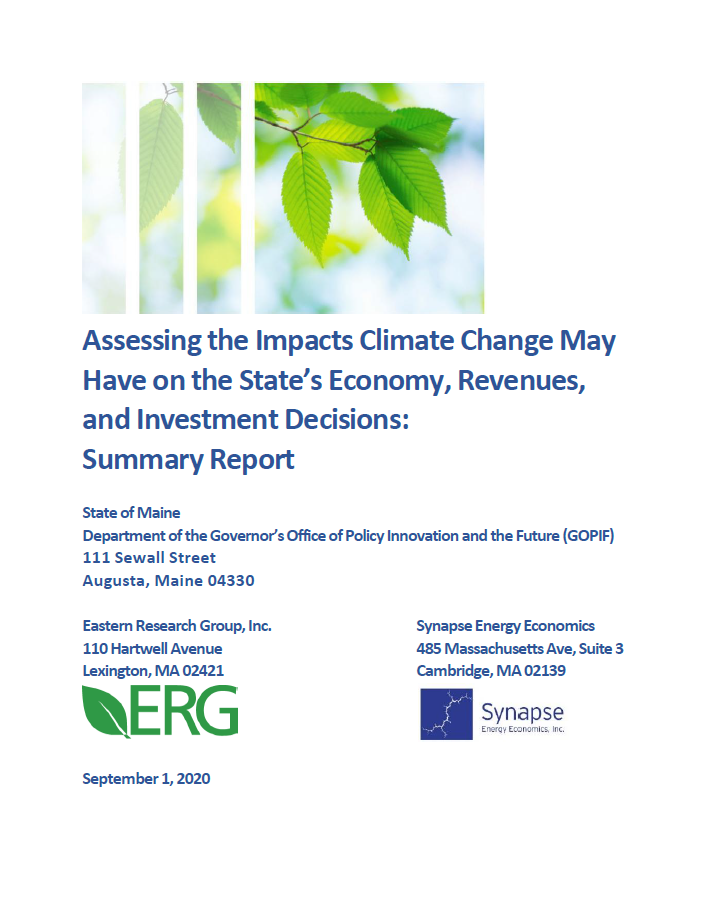 Assessing the Impacts Climate Change May
Have on the State's Economy, Revenues,
and Investment Decisions:
Summary Report
State of Maine
Department of the Governor's Office of Policy Innovation and the Future (GOPIF)
111 Sewall Street
Augusta, Maine 04330
Eastern Research Group, Inc.
110 Hartwell Avenue
Lexington, MA 02421
ERG
Synapse Energy Economics
485 Massachusetts Ave, Suite 3
Cambridge, MA 02139
Synapse
Energy Economics, Inc.
September 1, 2020